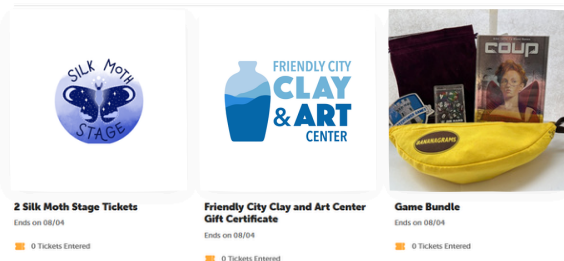 SILK MOTH
STAGE
FRIENDLY CITY
CLAY
& ART
CENTER
COUP
BANANAGRAMS
2 Silk Moth Stage Tickets
Ends on 08/04
0 Tickets Entered
Friendly City Clay and Art Center
Gift Certificate
Ends on 08/04
0 Tickets Entered
Game Bundle
Ends on 08/04
0 Tickets Entered